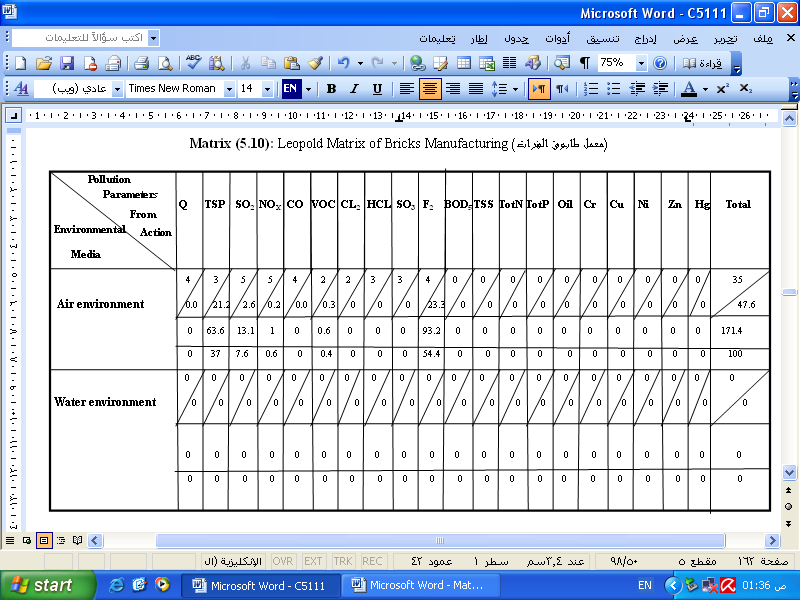 Microsoft Word - C5111
ملف تحرير عرض إدراج تنسيق أدوات جدول إطار تعليمات
اكتب سؤالاً للتعليمات
75% قراءة
عادي (ويب) Times New Roman 14 EN B I U
Matrix (5.10): Leopold Matrix of Bricks Manufacturing
Pollution
Parameters
From
Action
Environmental
Media
Q TSP SO2 NOX CO VOC CL2 HCL SO3 F2 BOD5 TSS TotN TotP Oil Cr Cu Ni Zn Hg Total
4 3 5 5 4 2 2 3 3 4 0 0 0 0 0 0 0 0 0 0 35
Air environment 0.0 21.2 2.6 0.2 0.0 0.3 0 0 0 23.3 0 0 0 0 0 0 0 0 0 0 47.6
0 63.6 13.1 1 0 0.6 0 0 0 93.2 0 0 0 0 0 0 0 0 0 0 171.4
0 37 7.6 0.6 0 0.4 0 0 0 54.4 0 0 0 0 0 0 0 0 0 0 100
0 0 0 0 0 0 0 0 0 0 0 0 0 0 0 0 0 0 0 0 0
Water environment 0 0 0 0 0 0 0 0 0 0 0 0 0 0 0 0 0 0 0 0 0
0 0 0 0 0 0 0 0 0 0 0 0 0 0 0 0 0 0 0 0 0
0 0 0 0 0 0 0 0 0 0 0 0 0 0 0 0 0 0 0 0 0
صفحة ١٦٢ مقطع ٥ ٩٨/٥٠ عند ٣,٤سم سطر ١ عمود ٤٢ REC TRK EXT OVR الإنكليزية (ال
start Microsoft Word - C5111 Microsoft Word - Mat... EN 01:36 ص